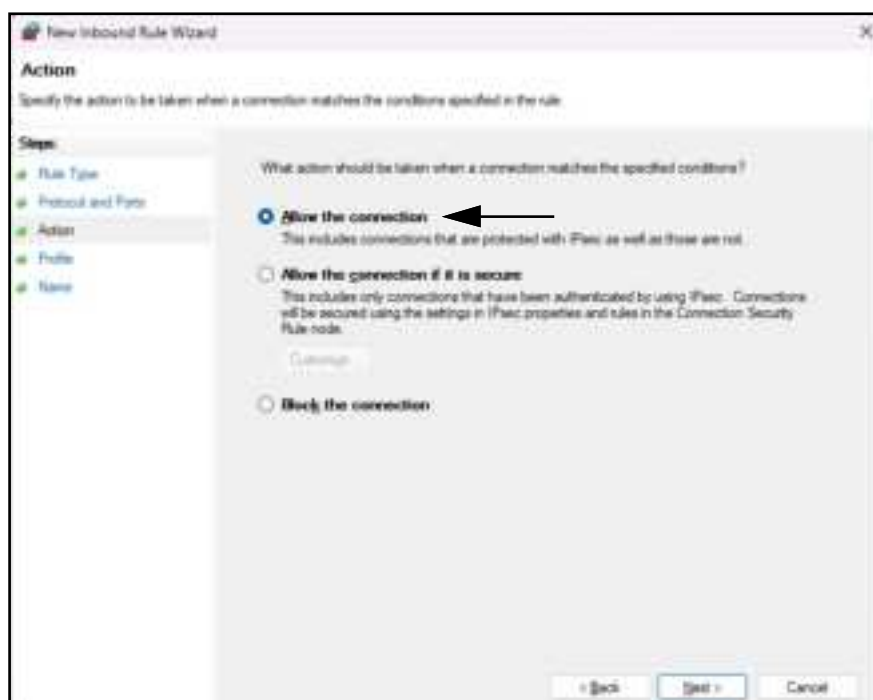 New Inbound Rule Wizard
Action
Specify the action to be taken when a connection matches the conditions specified in the rule.
Steps:
Rule Type
Protocol and Ports
Action
Profile
Name
What action should be taken when a connection matches the specified conditions?
Allow the connection
This includes connections that are protected with IPsec as well as those are not.
Allow the connection if it is secure
This includes only connections that have been authenticated by using IPsec. Connections
will be secured using the settings in IPsec properties and rules in the Connection Security
Rule node.
Customize...
Block the connection
< Back
Next >
Cancel